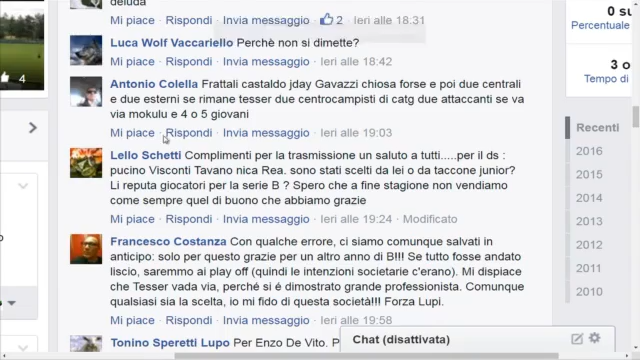 deluda
Mi piace · Rispondi · Invia messaggio · 2 · Ieri alle 18:31
Luca Wolf Vaccariello Perchè non si dimette?
Mi piace · Rispondi · Invia messaggio · Ieri alle 18:42
Antonio Colella Frattali castaldo jday Gavazzi chiosa forse e poi due centrali
e due esterni se rimane tesser due centrocampisti di catg due attaccanti se va
via mokulu e 4 o 5 giovani
Mi piace · Rispondi · Invia messaggio · Ieri alle 19:03
Lello Schetti Complimenti per la trasmissione un saluto a tutti.....per il ds :
pucino Visconti Tavano nica Rea. sono stati scelti da lei o da taccone junior?
Li reputa giocatori per la serie B ? Spero che a fine stagione non vendiamo
come sempre quel di buono che abbiamo grazie
Mi piace · Rispondi · Invia messaggio · Ieri alle 19:24 · Modificato
Francesco Costanza Con qualche errore, ci siamo comunque salvati in
anticipo: solo per questo grazie per un altro anno di B!!! Se tutto fosse andato
liscio, saremmo ai play off (quindi le intenzioni societarie c'erano). Mi dispiace
che Tesser vada via, perché si é dimostrato grande professionista. Comunque
qualsiasi sia la scelta, io mi fido di questa società!!! Forza Lupi.
Mi piace · Rispondi · Invia messaggio · Ieri alle 19:58
Tonino Speretti Lupo Per Enzo De Vito. P
Chat (disattivata)
4
0 su
Percentuale
3 o
Tempo di
Recenti
2016
2015
2014
2013
2012
2011
2010